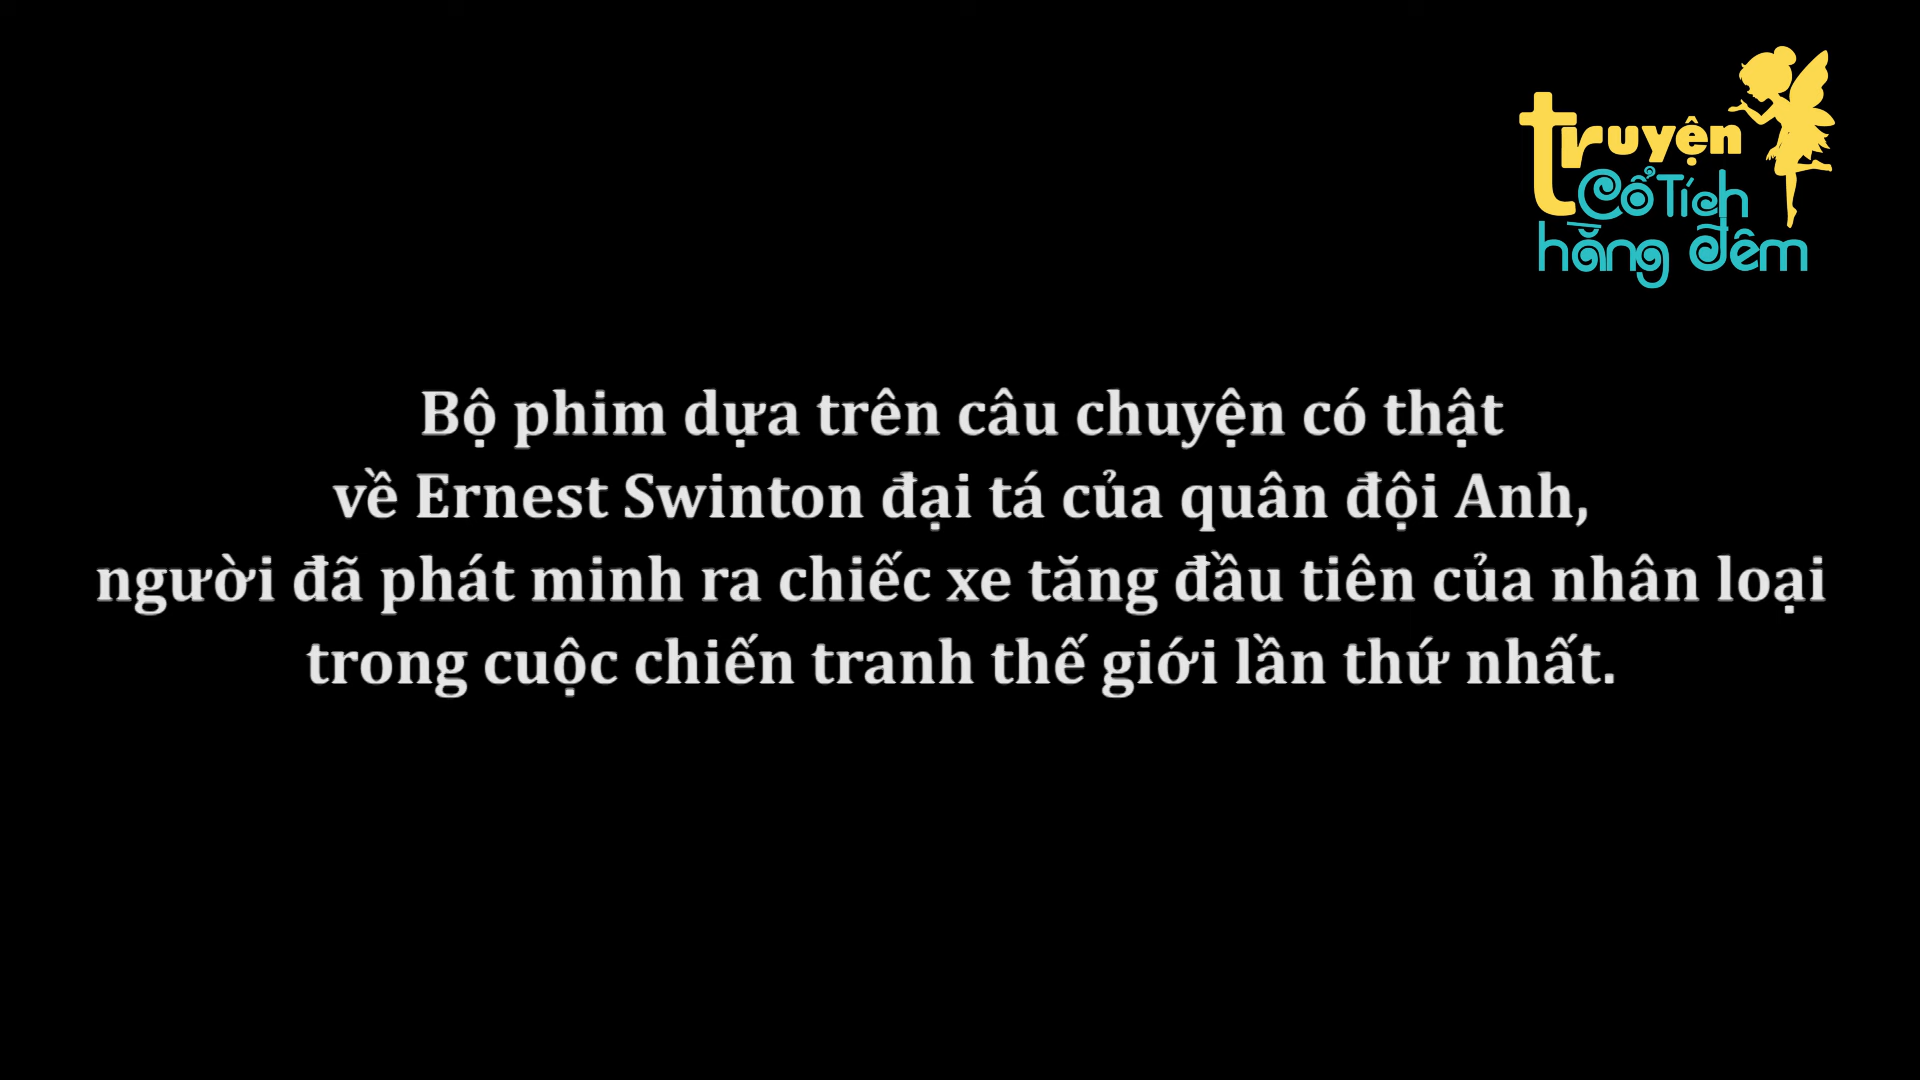 truyện
Cổ Tích
hằng đêm
Bộ phim dựa trên câu chuyện có thật
về Ernest Swinton đại tá của quân đội Anh,
người đã phát minh ra chiếc xe tăng đầu tiên của nhân loại
trong cuộc chiến tranh thế giới lần thứ nhất.